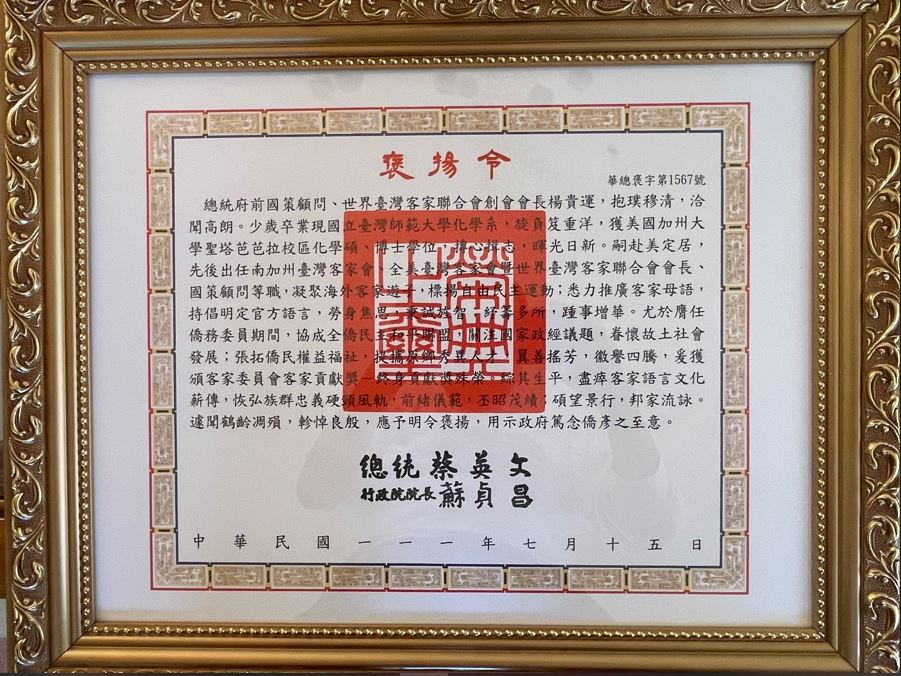 褒揚令
華總褒字第1567號
總統府前國策顧問、世界臺灣客家聯合會創會會長楊貴運,抱璞穆清,洽
聞高朗。少歲卒業現國立臺灣師範大學化學系,旋負笈重洋,獲美國加州大
學聖塔芭芭拉校區化學碩、博士學位,摶心揖志,暉光日新。嗣赴美定居,
先後出任南加州臺灣客家會、全美臺灣客家會暨世界臺灣客家聯合會會長、
國策顧問等職,凝聚海外客家遊子,標揚自由民主運動;悉力推廣客家母語,
持倡明定官方語言,勞身焦思,秉誠旌智,紆籌多所,踵事增華。尤於膺任
僑務委員期間,協成全僑民主和平聯盟,關注國家政經議題,眷懷故土社會
發展;張拓僑民權益福祉,提攜原鄉秀異人才,翼善搖芳,徽譽四騰,爰獲
頒客家委員會客家貢獻獎—終身貢獻獎殊榮。綜其生平,盡瘁客家語言文化
薪傳,恢弘族群忠義硬頸風軌,前緒儀範,丕昭茂績;碩望景行,邦家流詠。
遽聞鶴齡凋殞,軫悼良殷,應予明令褒揚,用示政府篤念僑彥之至意。
總統 蔡英文
行政院院長 蘇貞昌
中華民國一一一年七月十五日